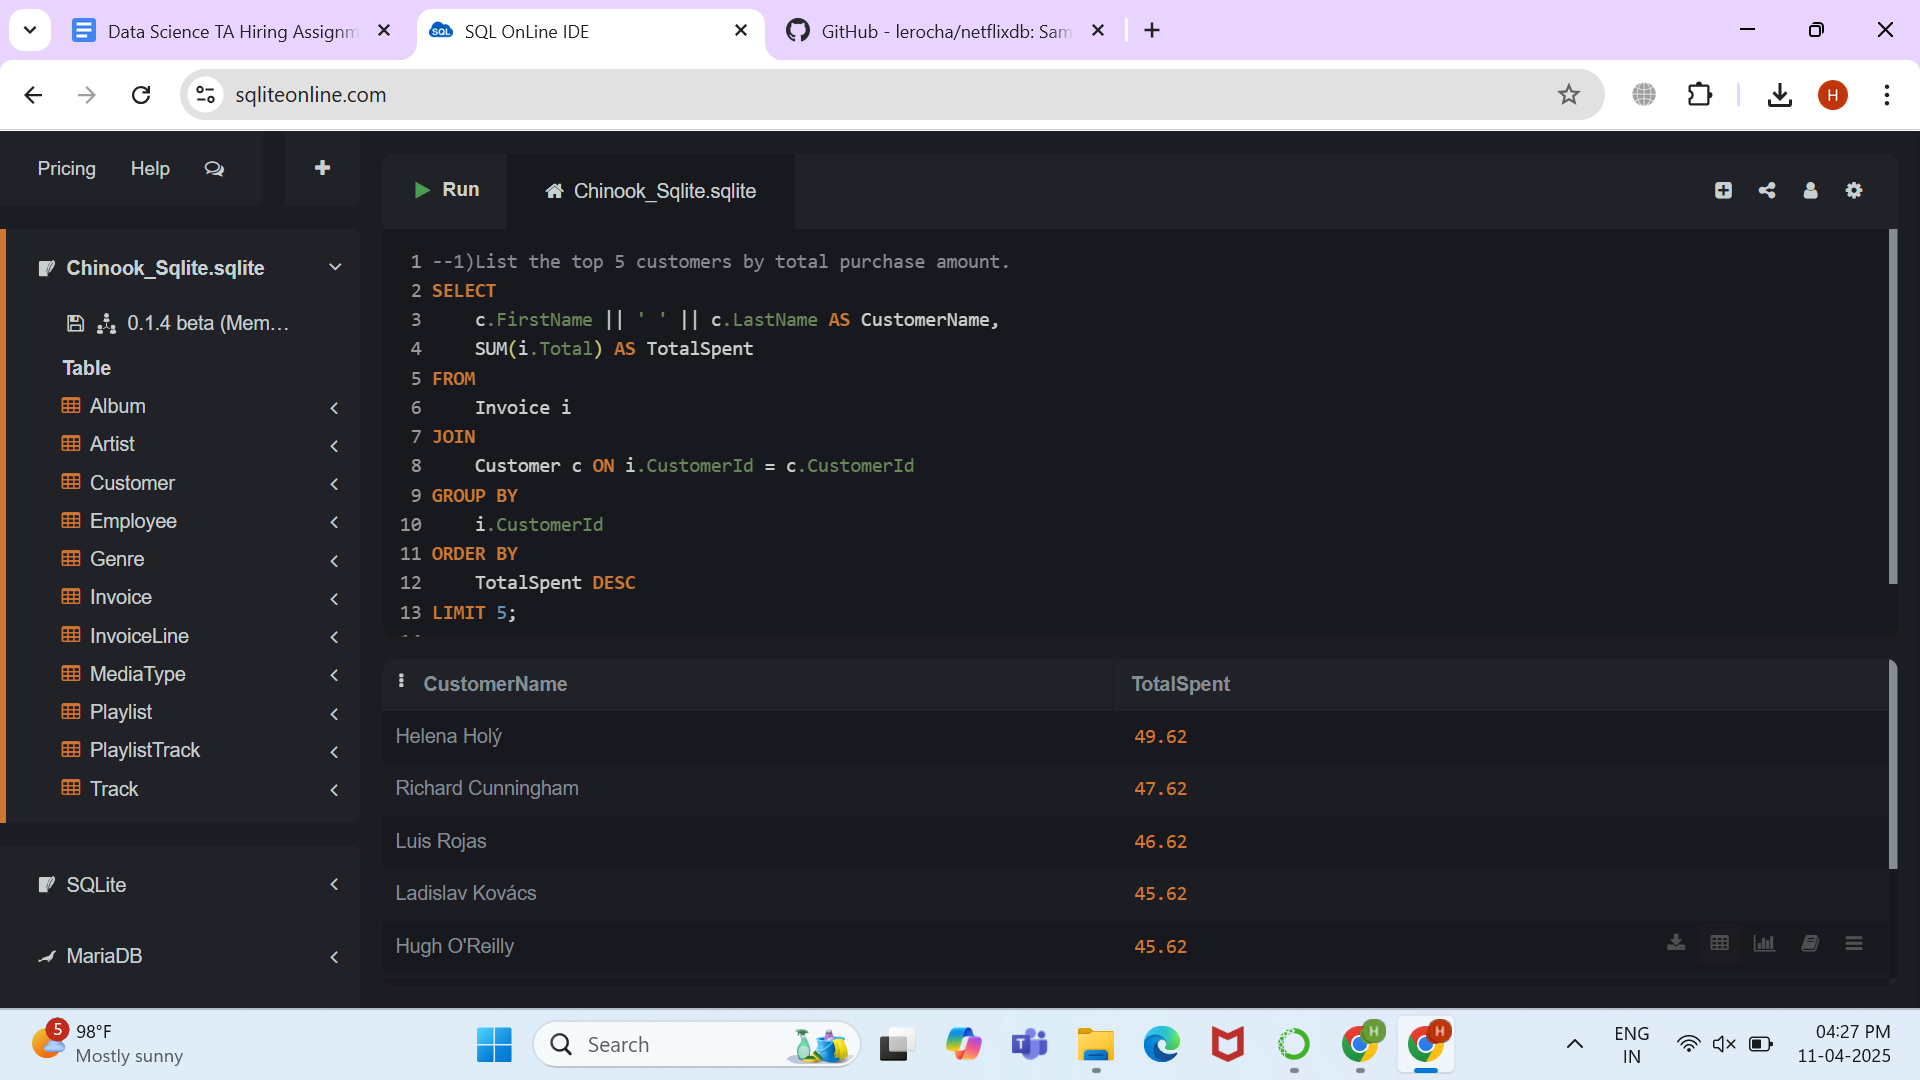 Data Science TA Hiring Assignm
SQL OnLine IDE
GitHub - lerocha/netflixdb: Sam
sqliteonline.com
H
Pricing
Help
Run
Chinook_Sqlite.sqlite
Chinook_Sqlite.sqlite
0.1.4 beta (Mem...
Table
Album
Artist
Customer
Employee
Genre
Invoice
InvoiceLine
MediaType
Playlist
PlaylistTrack
Track
SQLite
MariaDB
1 --1)List the top 5 customers by total purchase amount.
2 SELECT
3     c.FirstName || ' ' || c.LastName AS CustomerName,
4     SUM(i.Total) AS TotalSpent
5 FROM
6     Invoice i
7 JOIN
8     Customer c ON i.CustomerId = c.CustomerId
9 GROUP BY
10     i.CustomerId
11 ORDER BY
12     TotalSpent DESC
13 LIMIT 5;
CustomerName TotalSpent
Helena Holý 49.62
Richard Cunningham 47.62
Luis Rojas 46.62
Ladislav Kovács 45.62
Hugh O'Reilly 45.62
5
98°F
Mostly sunny
Search
H
H
ENG
IN
04:27 PM
11-04-2025